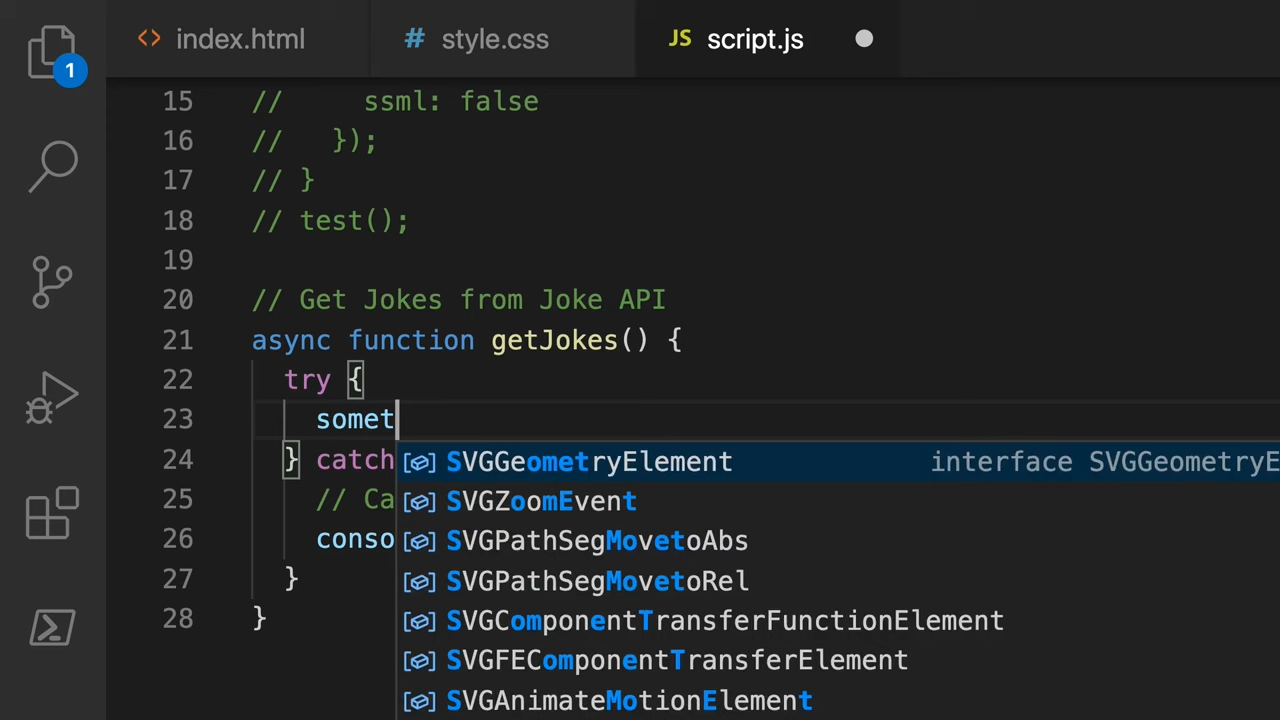 index.html
style.css
JS script.js
1
15 // ssml: false
16 // });
17 // }
18 // test();
19
20 // Get Jokes from Joke API
21 async function getJokes() {
22 try {
23 somet
24 } catch
25 // Ca
26 conso
27 }
28 }
SVGGeometryElement interface SVGGeometryE
SVGZoomEvent
SVGPathSegMovetoAbs
SVGPathSegMovetoRel
SVGComponentTransferFunctionElement
SVGFEComponentTransferElement
SVGAnimateMotionElement